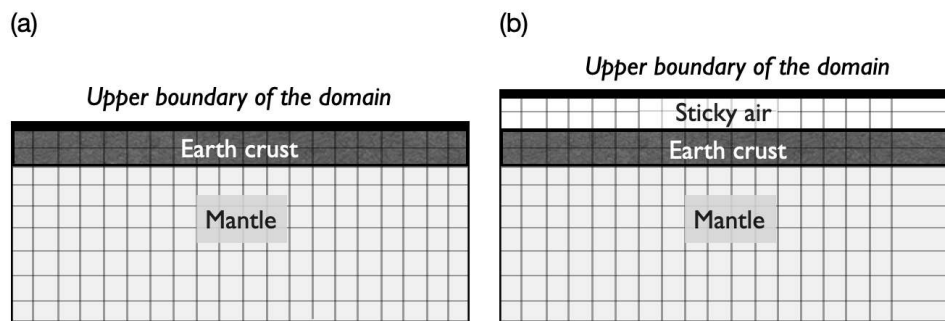 (a)
Upper boundary of the domain
Earth crust
Mantle
(b)
Upper boundary of the domain
Sticky air
Earth crust
Mantle